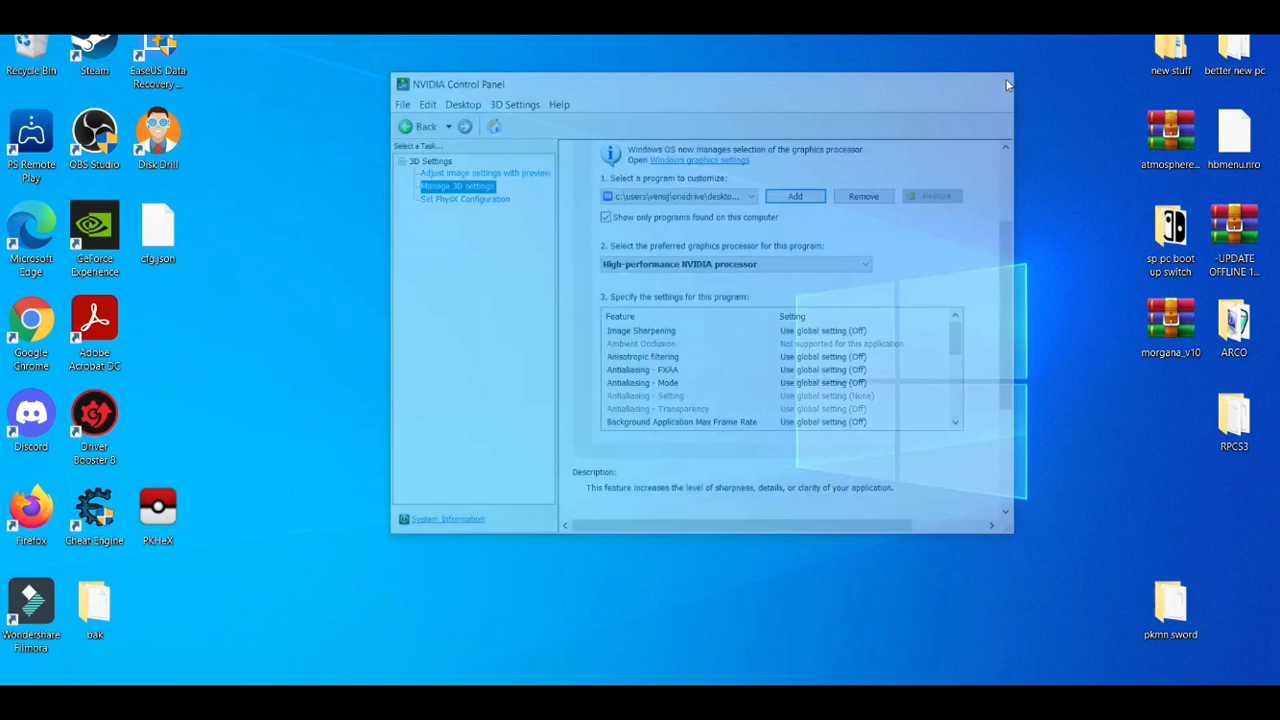 Recycle Bin
Steam
EaseUS Data
Recovery...
PS Remote
Play
OBS Studio
Disk Drill
Microsoft
Edge
GeForce
Experience
cfg.json
Google
Chrome
Adobe
Acrobat DC
Discord
Driver
Booster 8
Firefox
Cheat Engine
PKHeX
Wondershare
Filmora
bak
NVIDIA Control Panel
File Edit Desktop 3D Settings Help
Back
Select a Task...
3D Settings
Adjust image settings with preview
Manage 3D settings
Set PhysX Configuration
System Information
Windows OS now manages selection of the graphics processor.
Open Windows graphics settings
1. Select a program to customize:
c:\users\vensj\onedrive\deskto...
Add
Remove
Restore
Show only programs found on this computer
2. Select the preferred graphics processor for this program:
High-performance NVIDIA processor
3. Specify the settings for this program:
Feature Setting
Image Sharpening Use global setting (Off)
Ambient Occlusion Not supported for this application
Anisotropic filtering Use global setting (Off)
Antialiasing - FXAA Use global setting (Off)
Antialiasing - Mode Use global setting (Off)
Antialiasing - Setting Use global setting (None)
Antialiasing - Transparency Use global setting (Off)
Background Application Max Frame Rate Use global setting (Off)
Description:
This feature increases the level of sharpness, details, or clarity of your application.
new stuff
better new pc
atmosphere...
hbmenu.nro
sp pc boot
up switch
-UPDATE
OFFLINE 1...
morgana_v10
ARCO
RPCS3
pkmn sword